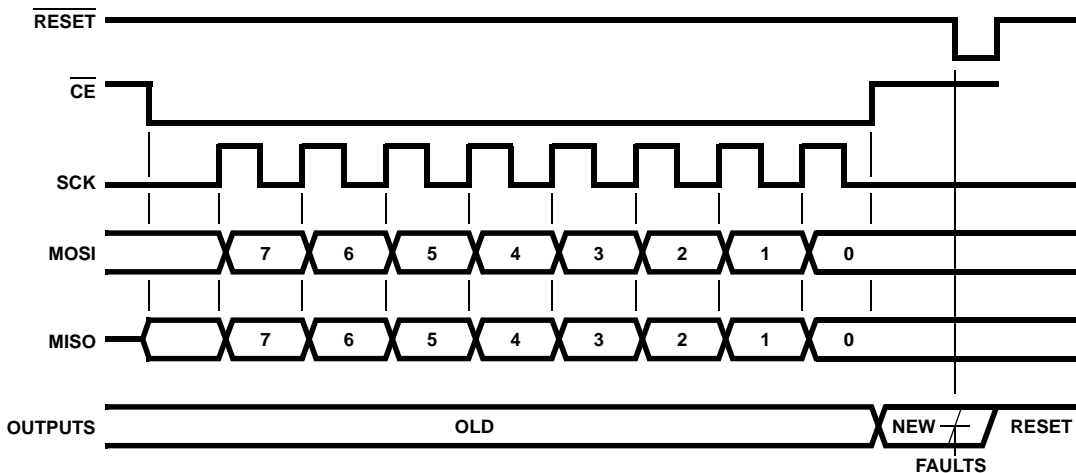 RESET
CE
SCK
MOSI 7 6 5 4 3 2 1 0
MISO 7 6 5 4 3 2 1 0
OUTPUTS OLD NEW RESET
FAULTS